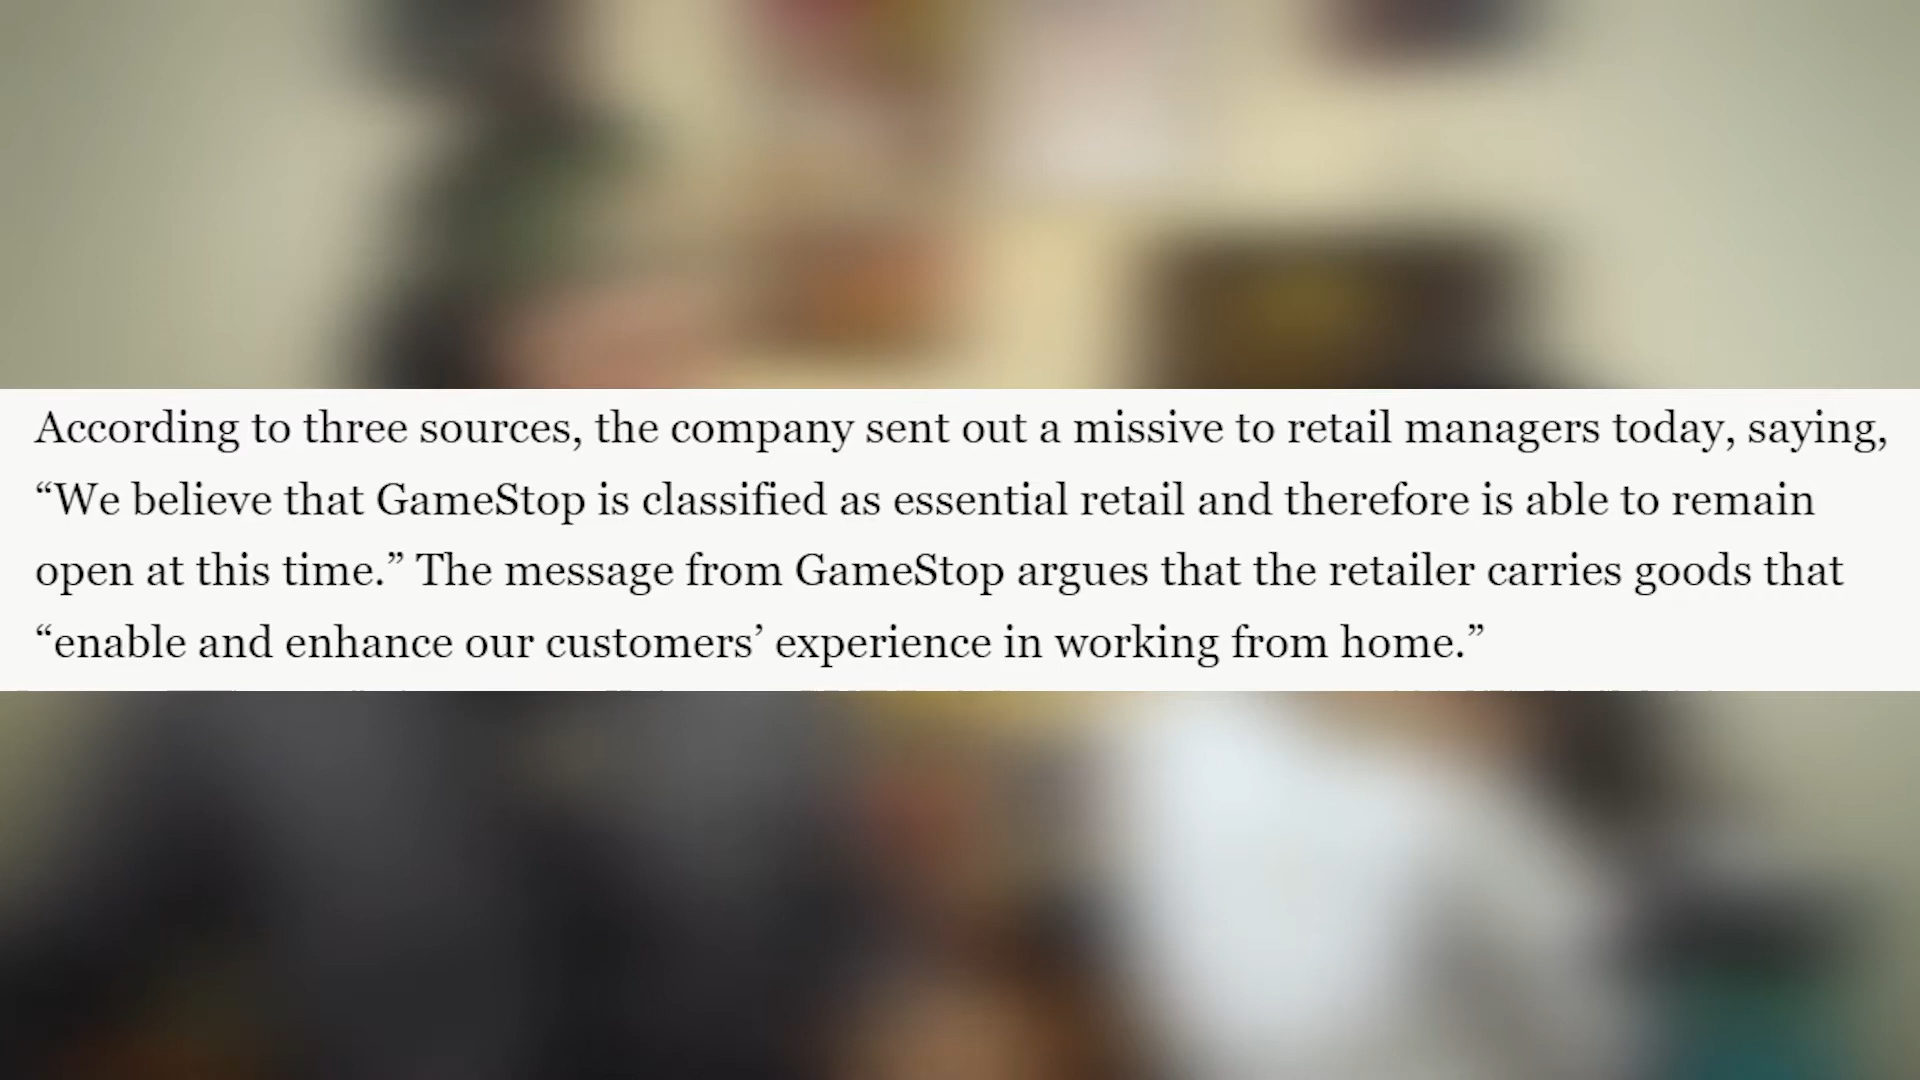 According to three sources, the company sent out a missive to retail managers today, saying,
“We believe that GameStop is classified as essential retail and therefore is able to remain
open at this time.” The message from GameStop argues that the retailer carries goods that
“enable and enhance our customers’ experience in working from home.”